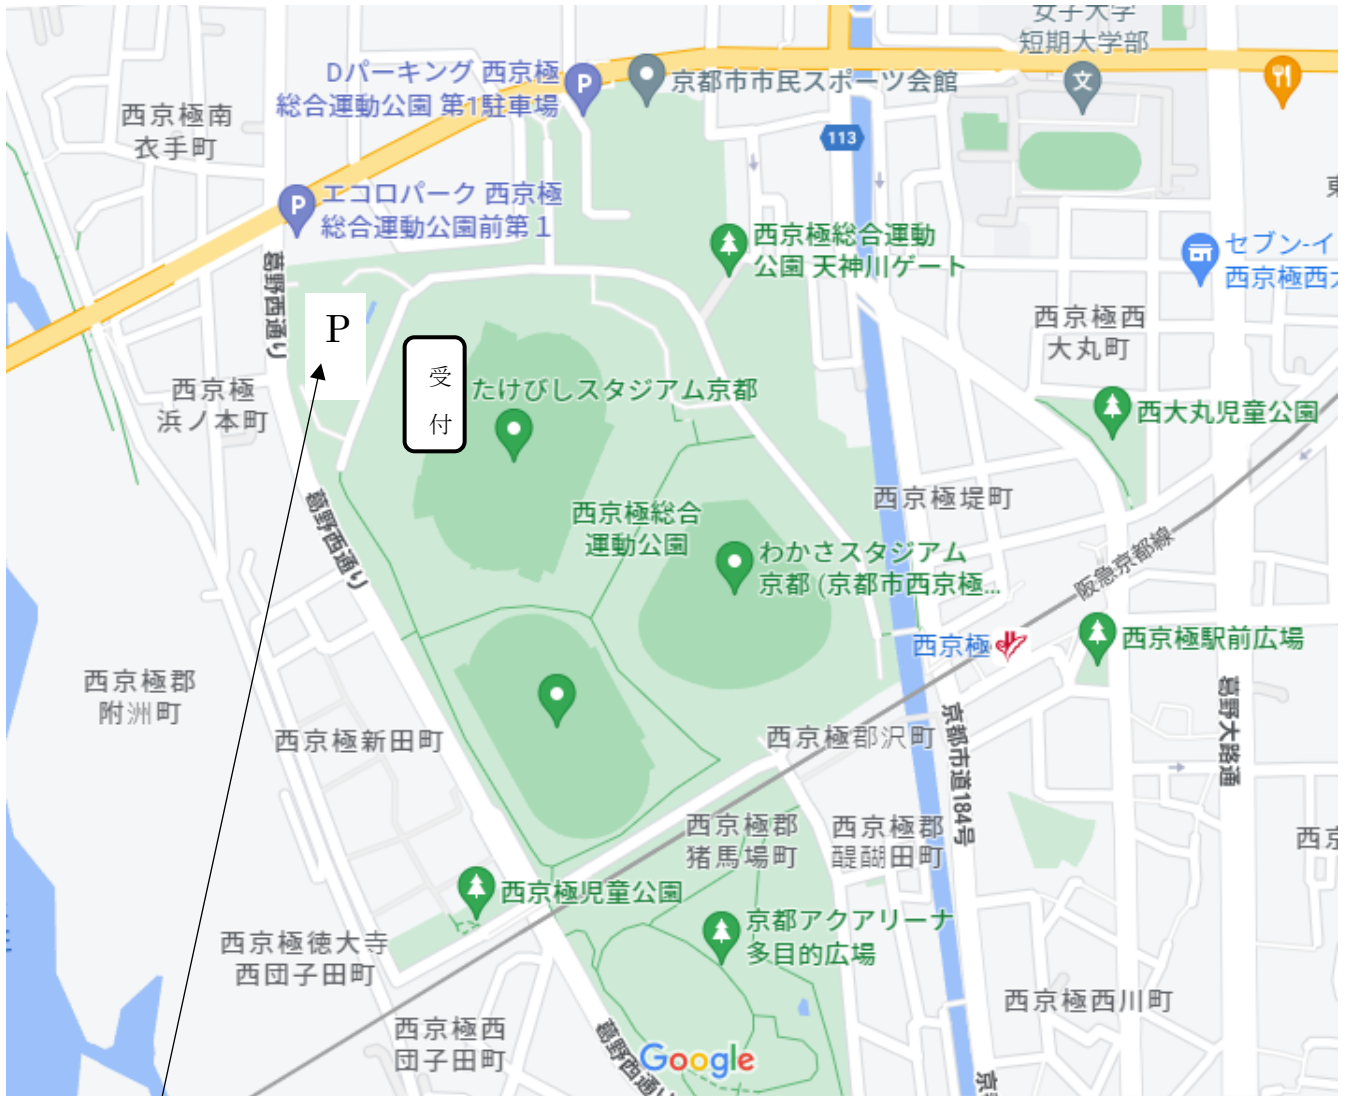 女子大学
短期大学部
Dパーキング 西京極
総合運動公園 第1駐車場
京都市市民スポーツ会館
西京極南
衣手町
113
エコロパーク 西京極
総合運動公園前第１
西京極総合運動
公園 天神川ゲート
セブン-イ
西京極西
葛野西通り
P
西京極西
大丸町
受
付
たけびしスタジアム京都
西京極
浜ノ本町
西大丸児童公園
西京極堤町
西京極総合
運動公園
葛野西通り
わかさスタジアム
京都 (京都市西京極...
阪急京都線
西京極
西京極駅前広場
西京極郡
附洲町
西京極新田町
西京極郡沢町
京都市道184号
葛野大路通
西京極郡
猪馬場町
西京極郡
醍醐田町
西京
西京極児童公園
京都アクアリーナ
多目的広場
西京極徳大寺
西団子田町
西京極西川町
西京極西
団子田町
葛野西通り
Google
京